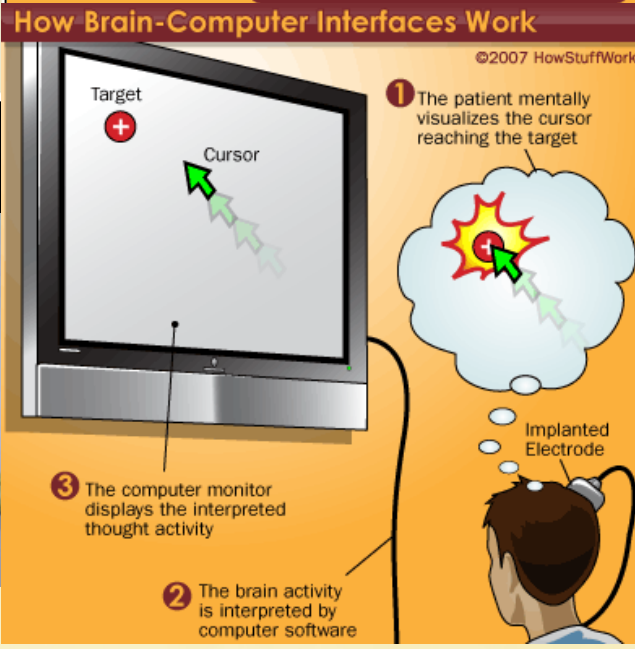 How Brain-Computer Interfaces Work
©2007 HowStuffWork
Target
Cursor
1 The patient mentally
visualizes the cursor
reaching the target
Implanted
Electrode
3 The computer monitor
displays the interpreted
thought activity
2 The brain activity
is interpreted by
computer software